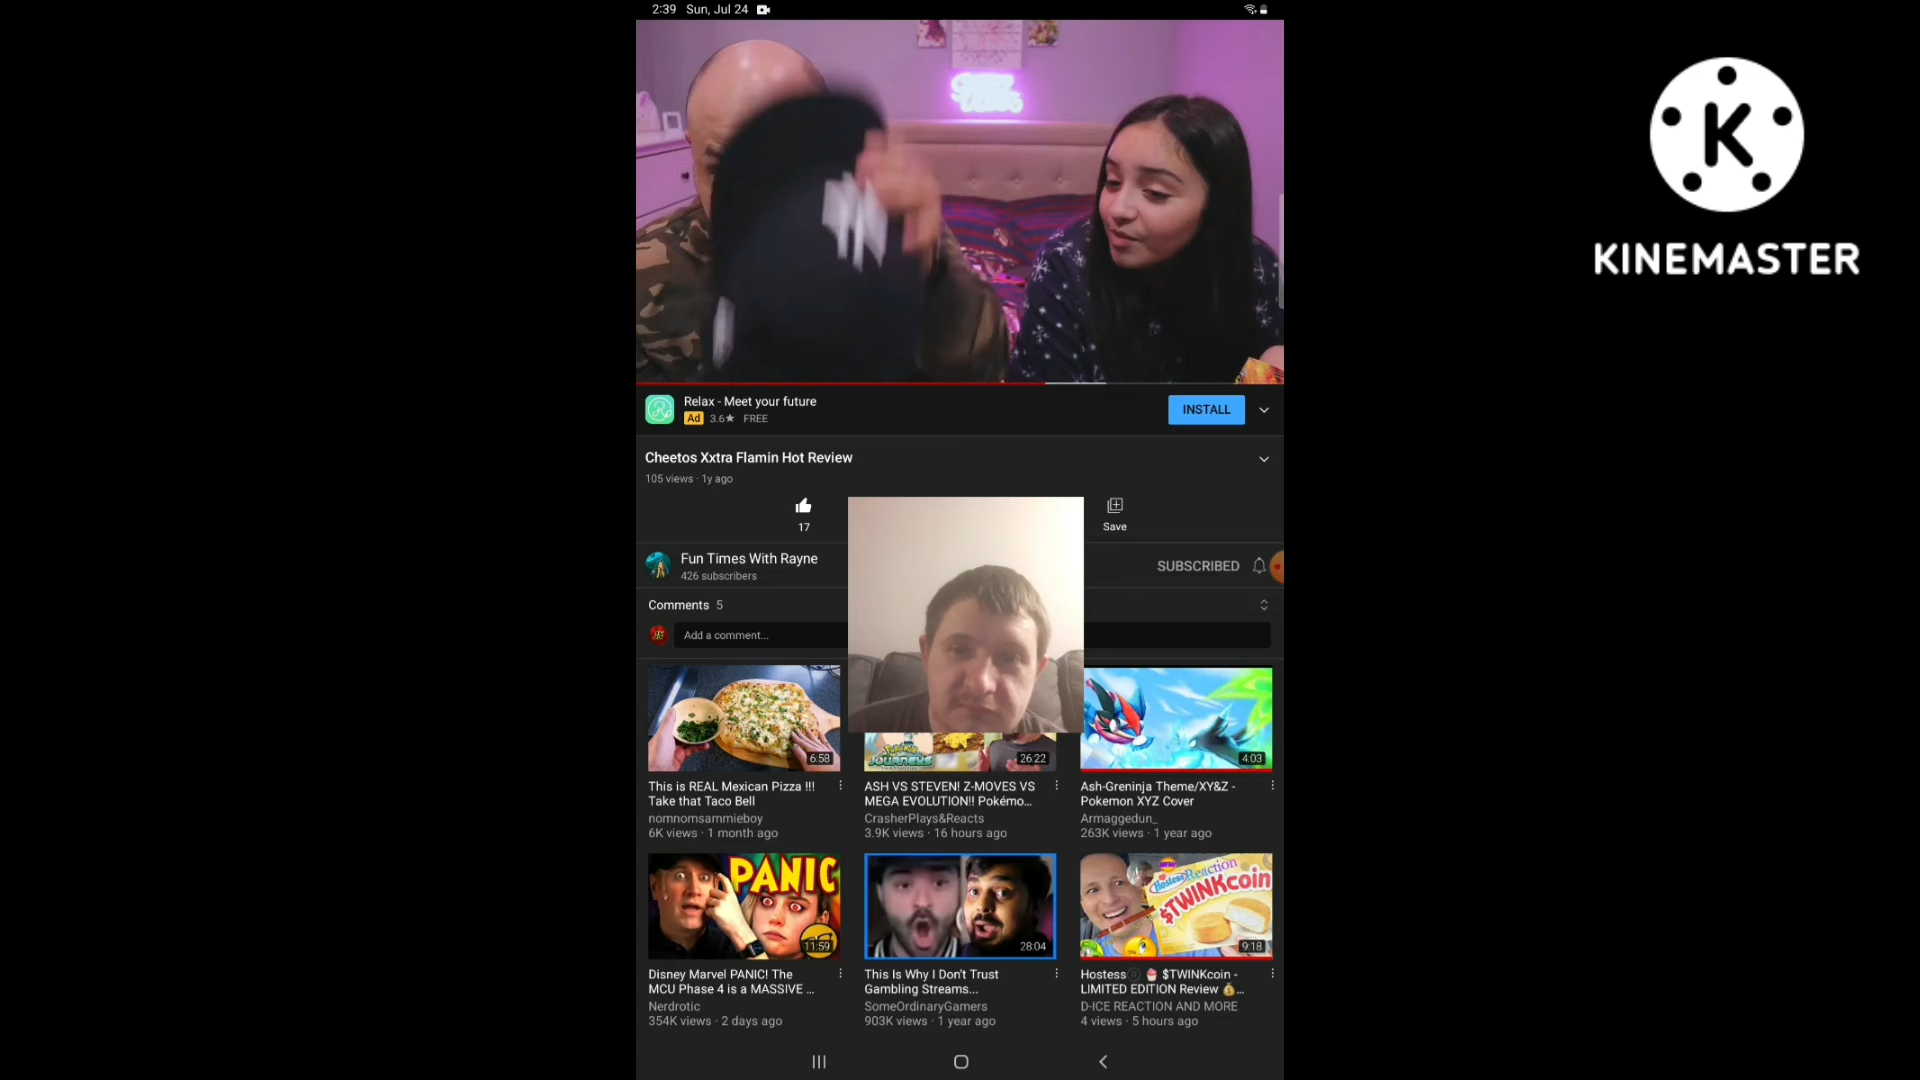 2:39 Sun, Jul 24
KINEMASTER
Relax - Meet your future
INSTALL
Ad 3.6★ FREE
Cheetos Xxtra Flamin Hot Review
105 views · 1y ago
17
Save
Fun Times With Rayne
426 subscribers
SUBSCRIBED
Comments 5
Add a comment...
6:58
POKÉMON
JOURNEYS
26:22
4:03
This is REAL Mexican Pizza !!!
Take that Taco Bell
nomnomsammieboy
6K views · 1 month ago
ASH VS STEVEN! Z-MOVES VS
MEGA EVOLUTION!! Pokémo...
CrasherPlays&Reacts
3.9K views · 16 hours ago
Ash-Greninja Theme/XY&Z -
Pokemon XYZ Cover
Armaggedun_
263K views · 1 year ago
PANIC
11:59
28:04
Hostess Reaction
$TWINKcoin
9:18
Disney Marvel PANIC! The
MCU Phase 4 is a MASSIVE ...
Nerdrotic
354K views · 2 days ago
This Is Why I Don't Trust
Gambling Streams...
SomeOrdinaryGamers
903K views · 1 year ago
Hostess® 🧁 $TWINKcoin -
LIMITED EDITION Review 💰...
D-ICE REACTION AND MORE
4 views · 5 hours ago